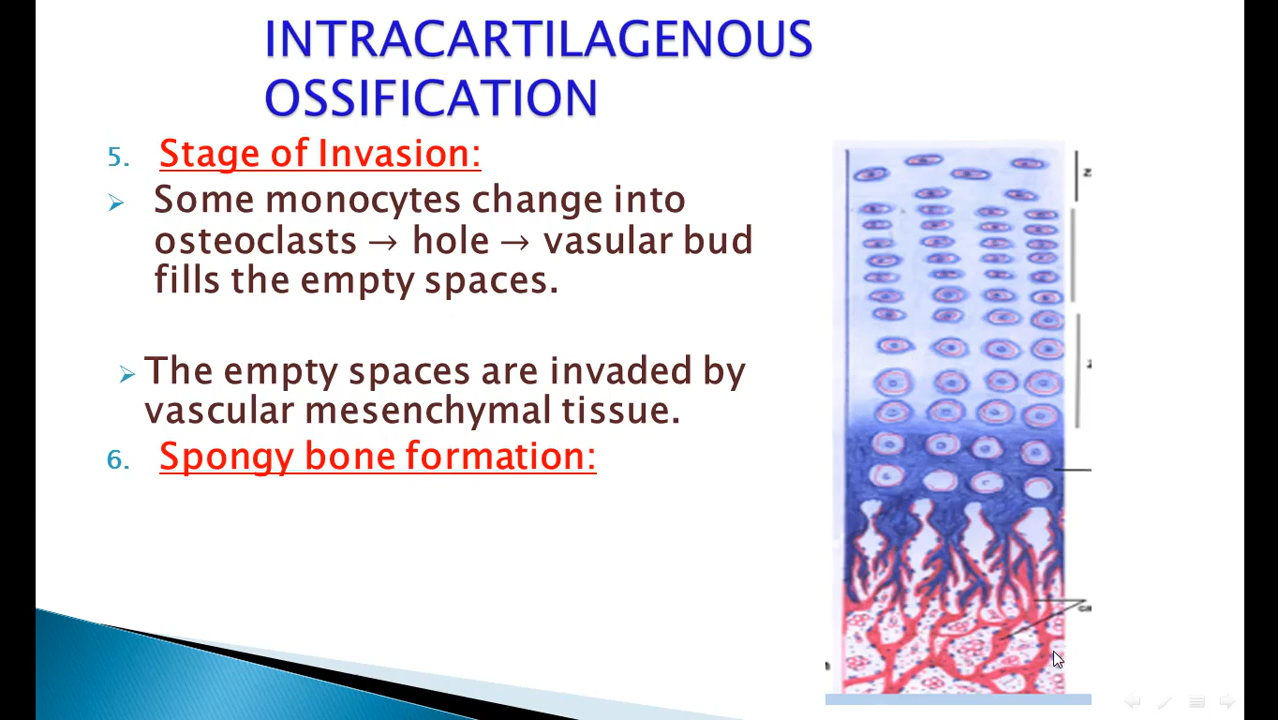 INTRACARTILAGENOUS
OSSIFICATION
5. Stage of Invasion:
➢ Some monocytes change into
osteoclasts → hole → vasular bud
fills the empty spaces.
➢ The empty spaces are invaded by
vascular mesenchymal tissue.
6. Spongy bone formation: